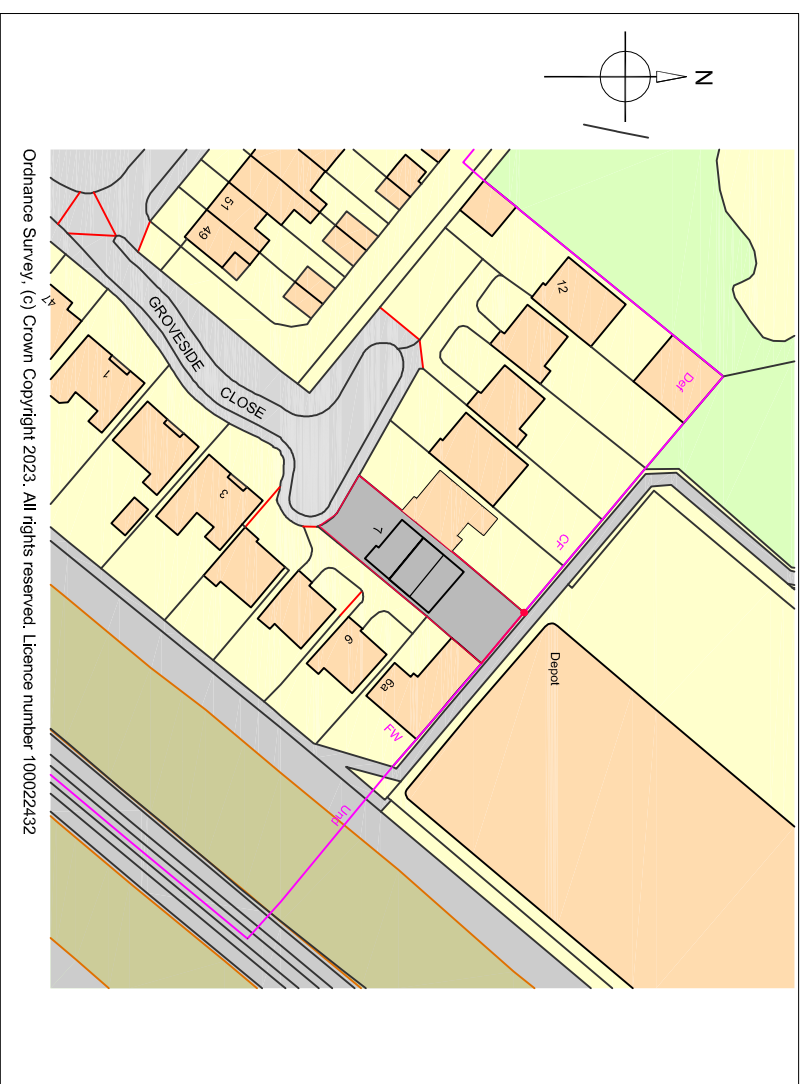 N
51
49
47
GROVESIDE
CLOSE
1
3
7
6
6a
12
Def
CF
FW
Und
Depot
Ordnance Survey, (c) Crown Copyright 2023. All rights reserved. Licence number 100022432